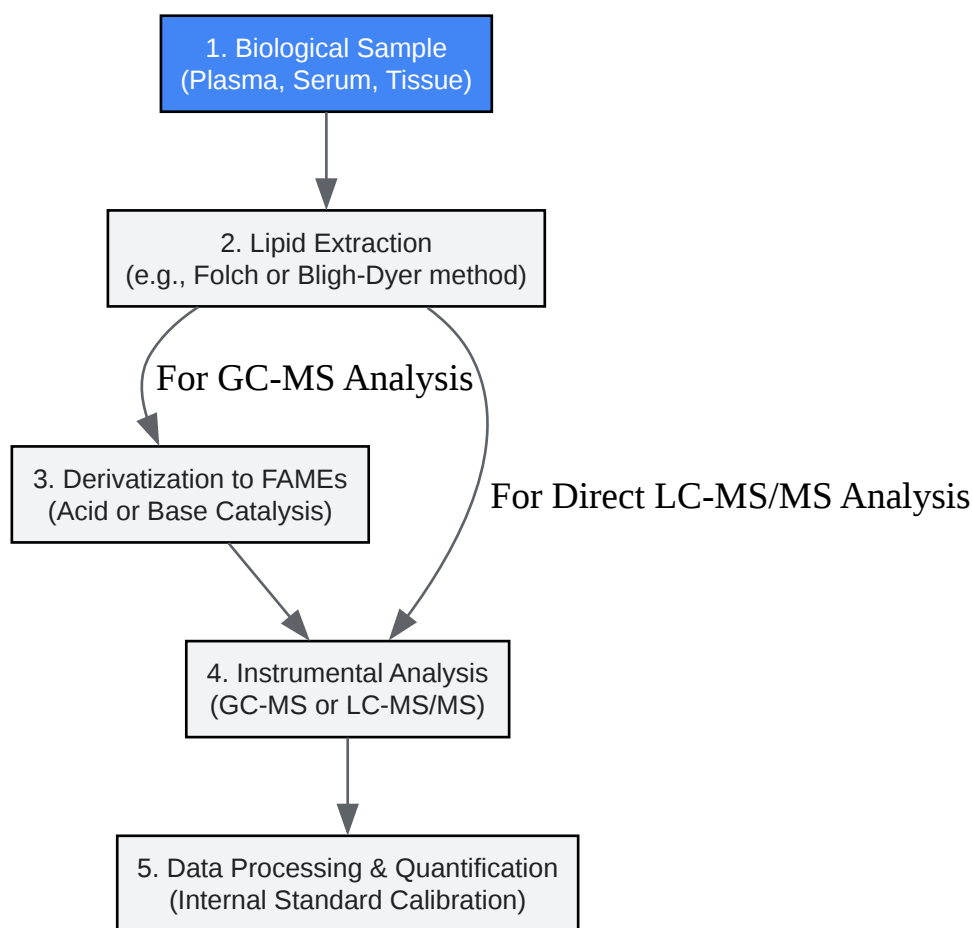 1. Biological Sample
(Plasma, Serum, Tissue)
2. Lipid Extraction
(e.g., Folch or Bligh-Dyer method)
For GC-MS Analysis
3. Derivatization to FAMEs
(Acid or Base Catalysis)
For Direct LC-MS/MS Analysis
4. Instrumental Analysis
(GC-MS or LC-MS/MS)
5. Data Processing & Quantification
(Internal Standard Calibration)